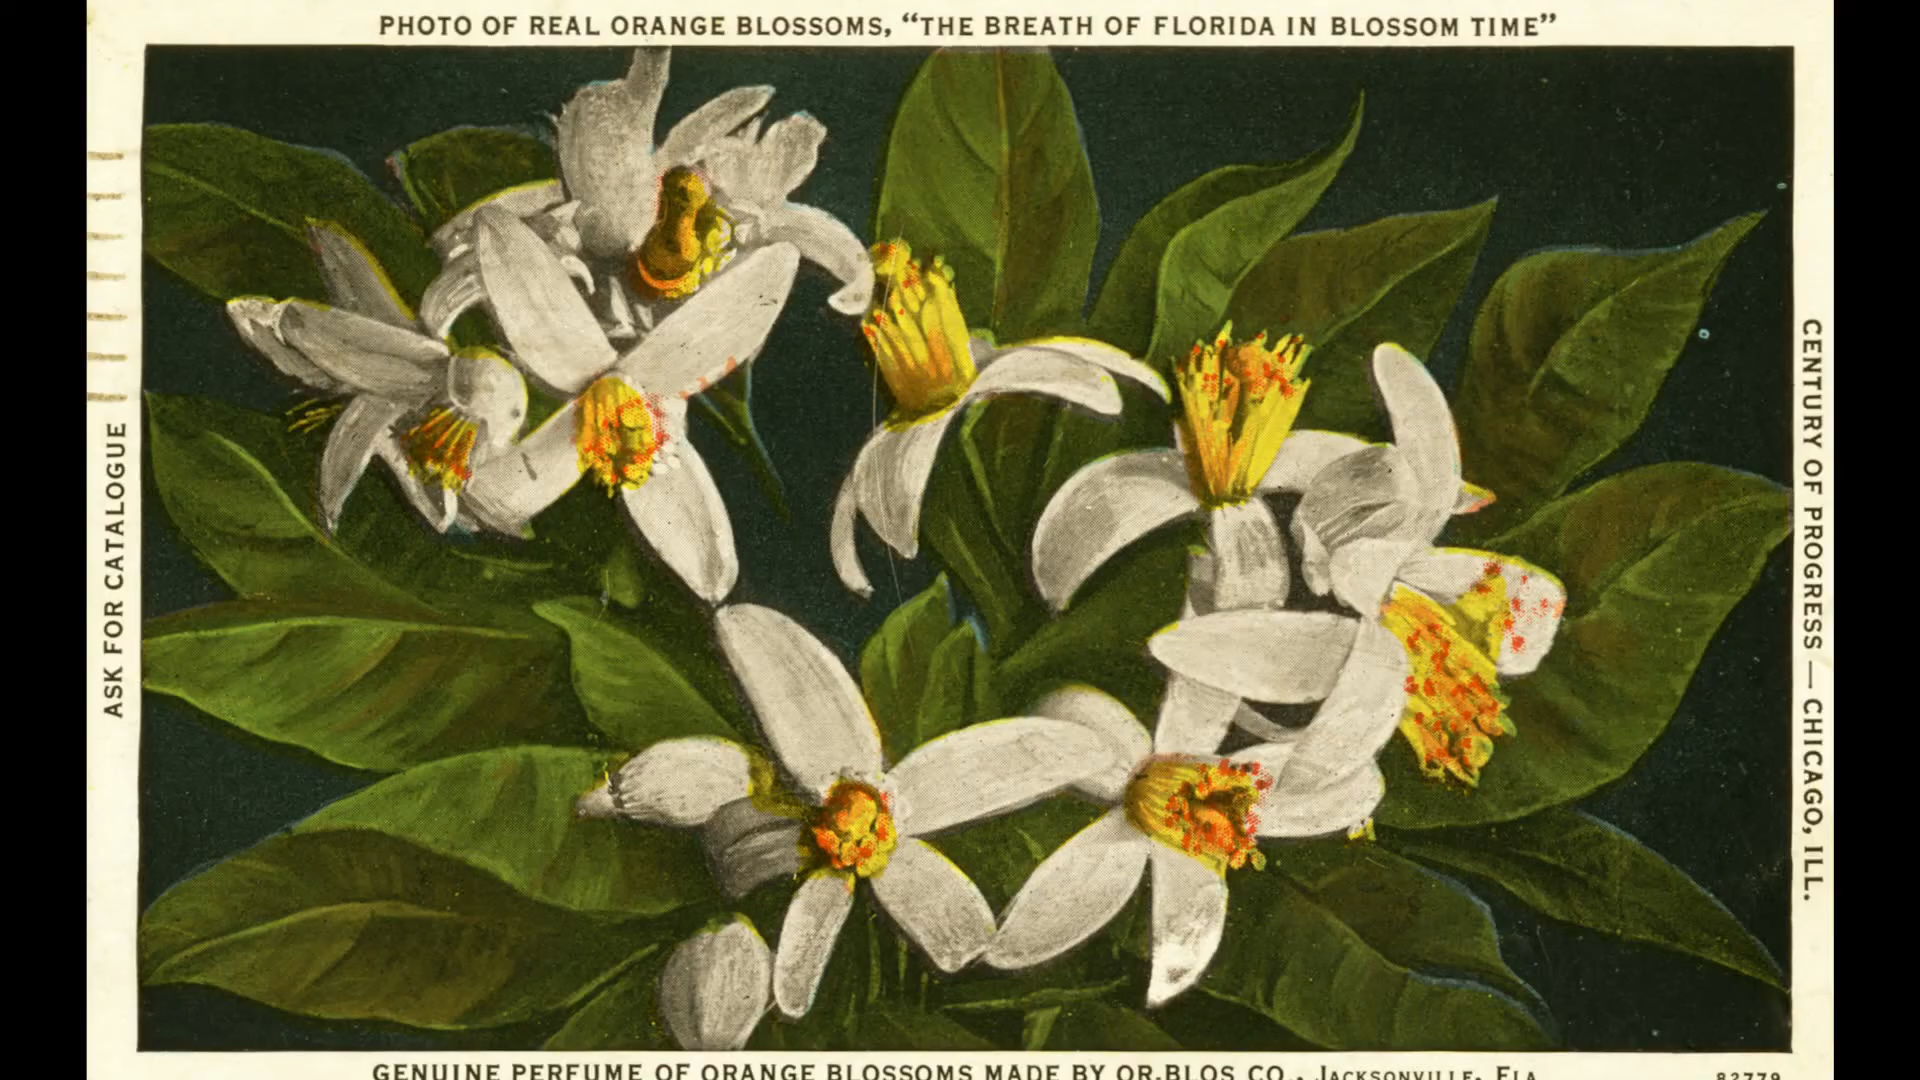 PHOTO OF REAL ORANGE BLOSSOMS, “THE BREATH OF FLORIDA IN BLOSSOM TIME”
ASK FOR CATALOGUE
CENTURY OF PROGRESS — CHICAGO, ILL.
GENUINE PERFUME OF ORANGE BLOSSOMS MADE BY OR.BLOS CO., JACKSONVILLE, FLA.
82779